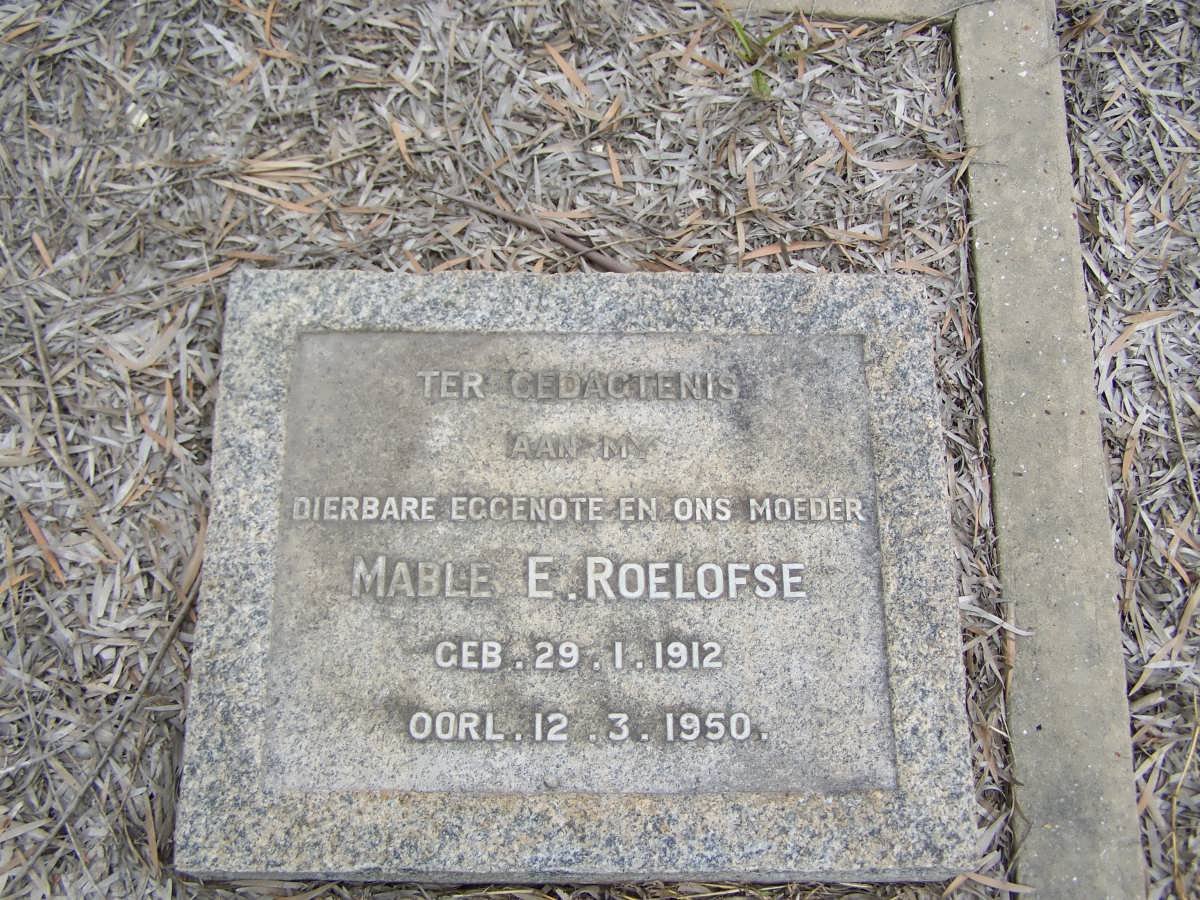 TER GEDAGTENIS
AAN MY
DIERBARE EGGENOTE EN ONS MOEDER
MABLE E. ROELOFSE
GEB. 29.1.1912
OORL. 12.3.1950.